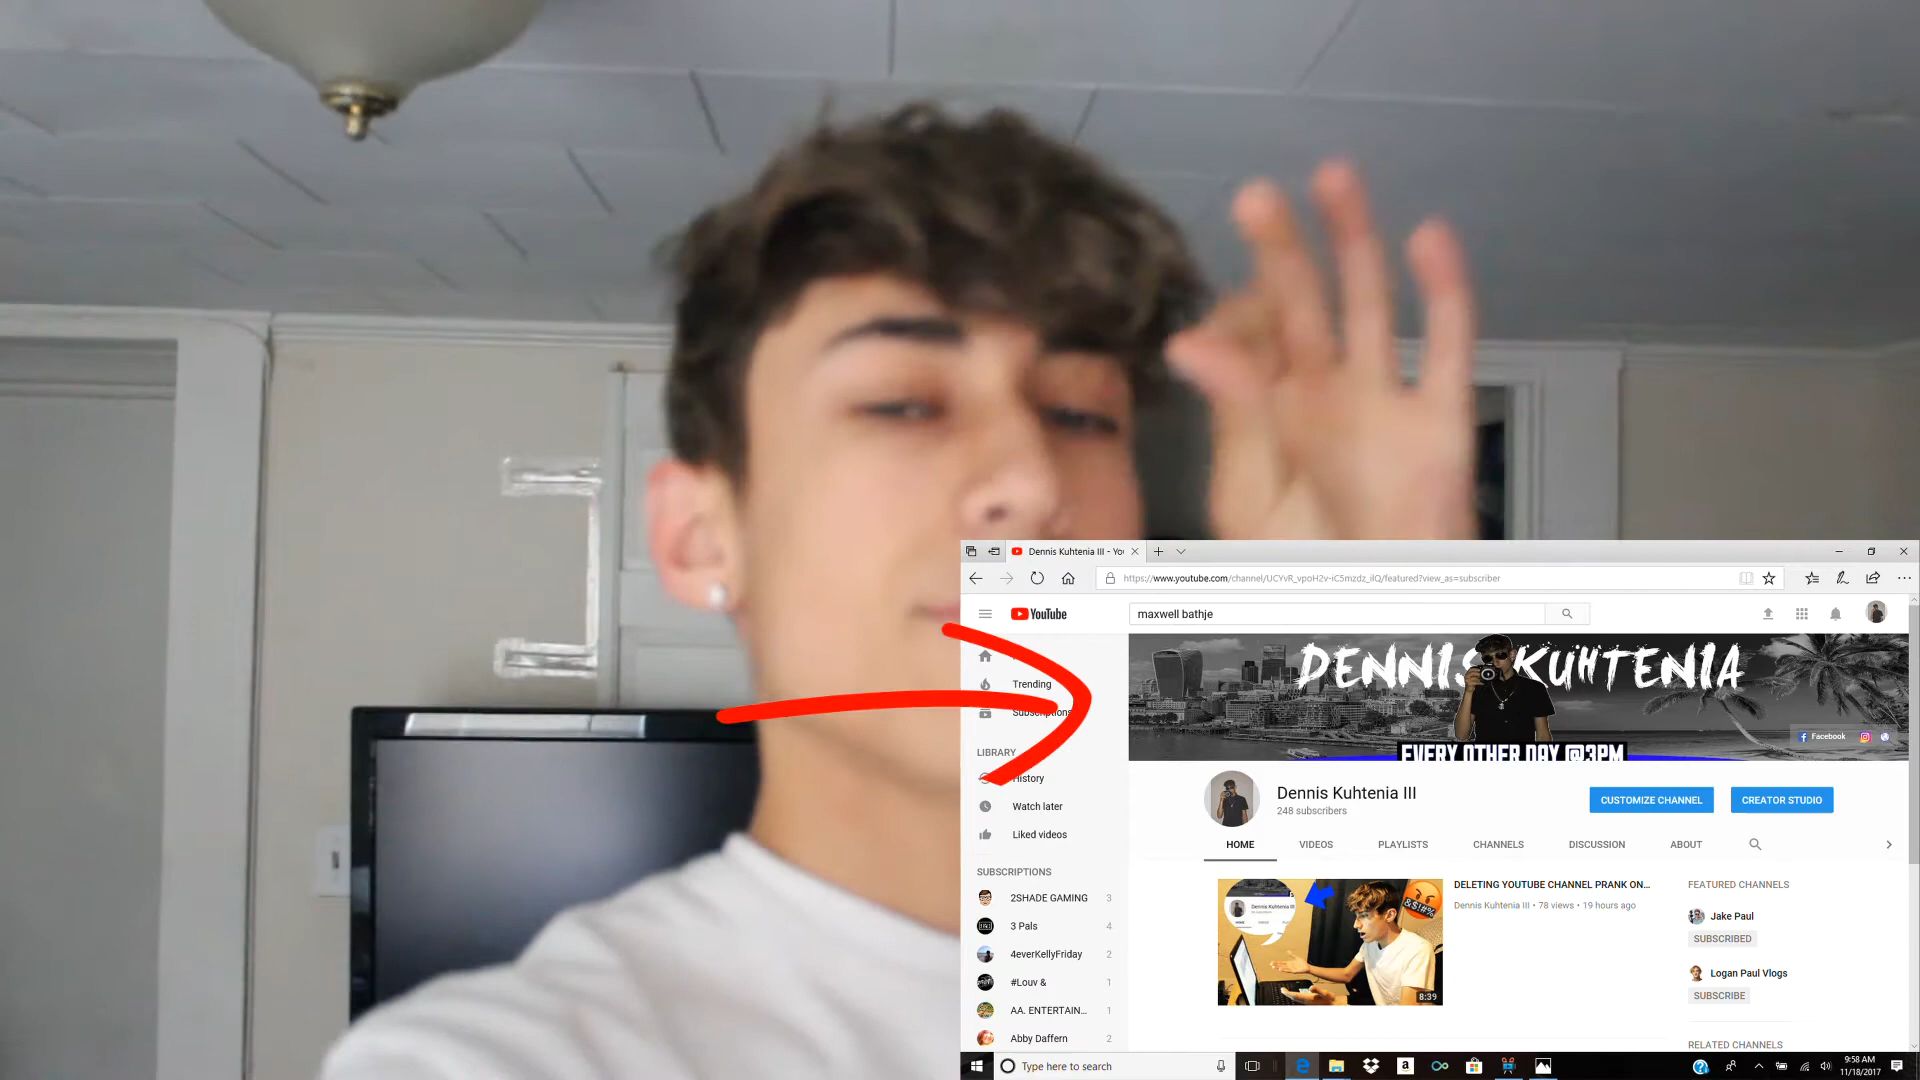 Dennis Kuhtenia III - You
https://www.youtube.com/channel/UCYvR_vpoH2v-iC5mzdz_ilQ/featured?view_as=subscriber
YouTube
maxwell bathje
DENNIS KUHTENIA
EVERY OTHER DAY @3PM
Facebook
Trending
Subscriptions
LIBRARY
History
Watch later
Liked videos
SUBSCRIPTIONS
2SHADE GAMING 3
3 Pals 4
4everKellyFriday 2
#Louv & 1
AA. ENTERTAIN... 1
Abby Daffern 2
Dennis Kuhtenia III
248 subscribers
CUSTOMIZE CHANNEL
CREATOR STUDIO
HOME VIDEOS PLAYLISTS CHANNELS DISCUSSION ABOUT
Dennis Kuhtenia III
&$!#%
8:39
DELETING YOUTUBE CHANNEL PRANK ON...
Dennis Kuhtenia III • 78 views • 19 hours ago
FEATURED CHANNELS
Jake Paul
SUBSCRIBED
Logan Paul Vlogs
SUBSCRIBE
RELATED CHANNELS
Type here to search
9:58 AM
11/18/2017